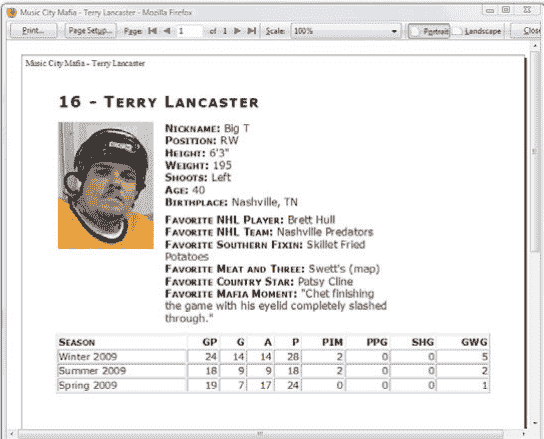 Music City Mafia - Terry Lancaster - Mozilla Firefox
Print... Page Setup... Page: 1 of 1 Scale: 100% Portrait Landscape Close
Music City Mafia - Terry Lancaster
16 - TERRY LANCASTER
NICKNAME: Big T
POSITION: RW
HEIGHT: 6'3"
WEIGHT: 195
SHOOTS: Left
AGE: 40
BIRTHPLACE: Nashville, TN
FAVORITE NHL PLAYER: Brett Hull
FAVORITE NHL TEAM: Nashville Predators
FAVORITE SOUTHERN FIXIN: Skillet Fried
Potatoes
FAVORITE MEAT AND THREE: Swett's (map)
FAVORITE COUNTRY STAR: Patsy Cline
FAVORITE MAFIA MOMENT: "Chet finishing
the game with his eyelid completely slashed
through."
SEASON GP G A P PIM PPG SHG GWG
Winter 2009 24 14 14 28 2 0 0 5
Summer 2009 18 9 9 18 2 0 0 2
Spring 2009 19 7 17 24 0 0 0 1